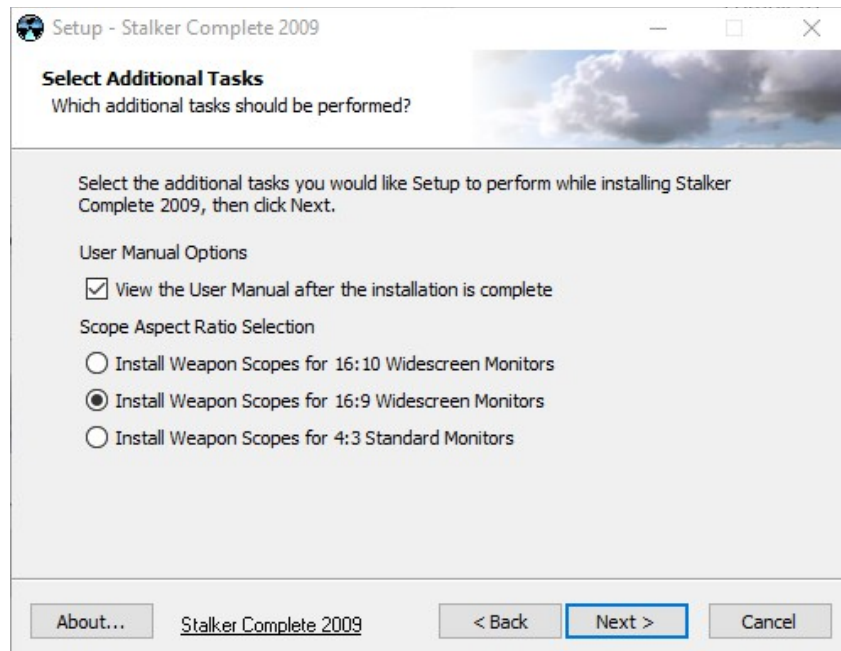 Setup - Stalker Complete 2009
Select Additional Tasks
Which additional tasks should be performed?
Select the additional tasks you would like Setup to perform while installing Stalker
Complete 2009, then click Next.
User Manual Options
View the User Manual after the installation is complete
Scope Aspect Ratio Selection
Install Weapon Scopes for 16:10 Widescreen Monitors
Install Weapon Scopes for 16:9 Widescreen Monitors
Install Weapon Scopes for 4:3 Standard Monitors
About... Stalker Complete 2009 < Back Next > Cancel